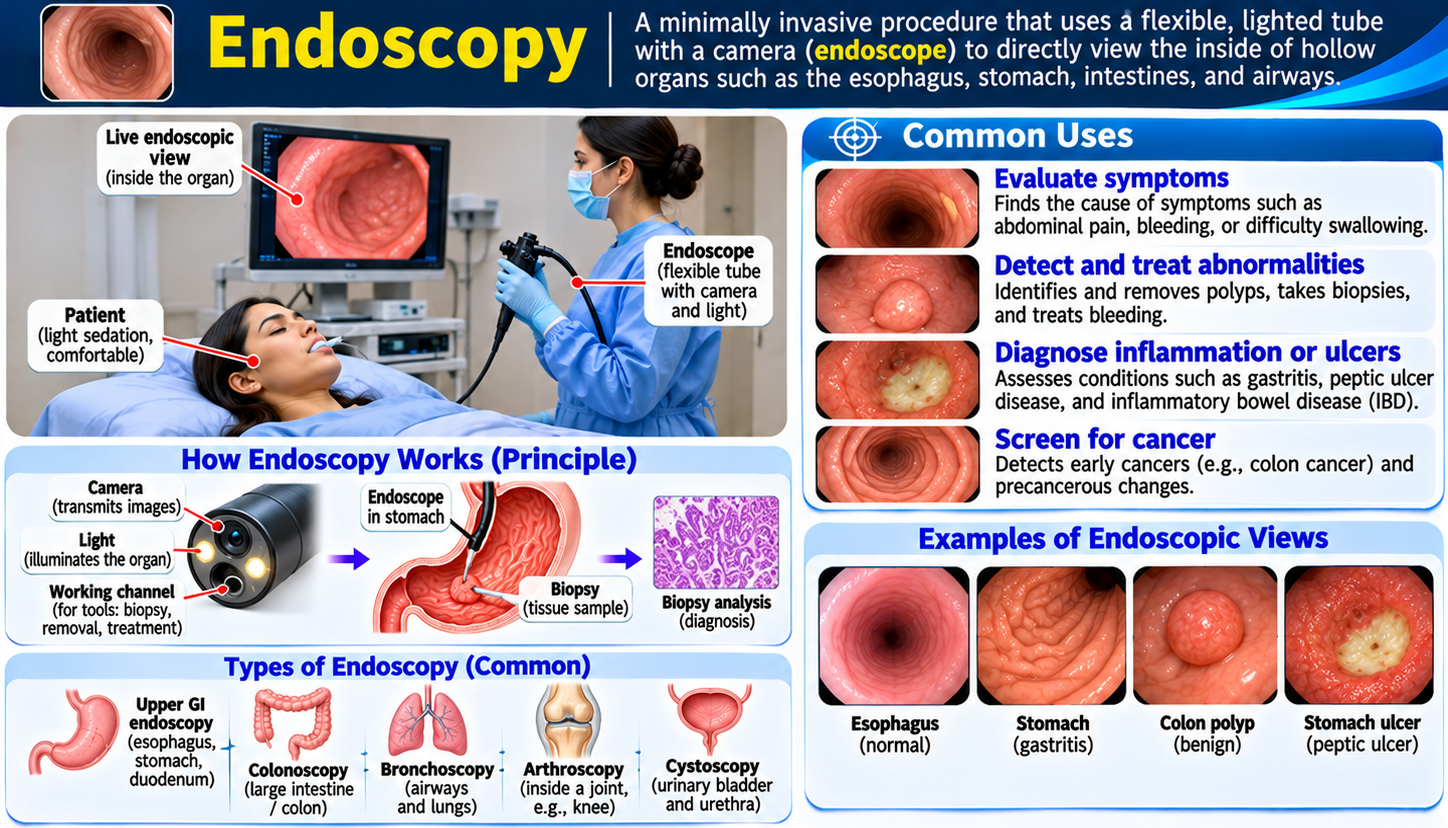 Endoscopy
A minimally invasive procedure that uses a flexible, lighted tube
with a camera (endoscope) to directly view the inside of hollow
organs such as the esophagus, stomach, intestines, and airways.
Live endoscopic
view
(inside the organ)
Patient
(light sedation,
comfortable)
Endoscope
(flexible tube
with camera
and light)
How Endoscopy Works (Principle)
Camera
(transmits images)
Light
(illuminates the organ)
Working channel
(for tools: biopsy,
removal, treatment)
Endoscope
in stomach
Biopsy
(tissue sample)
Biopsy analysis
(diagnosis)
Types of Endoscopy (Common)
Upper GI
endoscopy
(esophagus,
stomach,
duodenum)
Colonoscopy
(large intestine
/ colon)
Bronchoscopy
(airways
and lungs)
Arthroscopy
(inside a joint,
e.g., knee)
Cystoscopy
(urinary bladder
and urethra)
Common Uses
Evaluate symptoms
Finds the cause of symptoms such as
abdominal pain, bleeding, or difficulty swallowing.
Detect and treat abnormalities
Identifies and removes polyps, takes biopsies,
and treats bleeding.
Diagnose inflammation or ulcers
Assesses conditions such as gastritis, peptic ulcer
disease, and inflammatory bowel disease (IBD).
Screen for cancer
Detects early cancers (e.g., colon cancer) and
precancerous changes.
Examples of Endoscopic Views
Esophagus
(normal)
Stomach
(gastritis)
Colon polyp
(benign)
Stomach ulcer
(peptic ulcer)